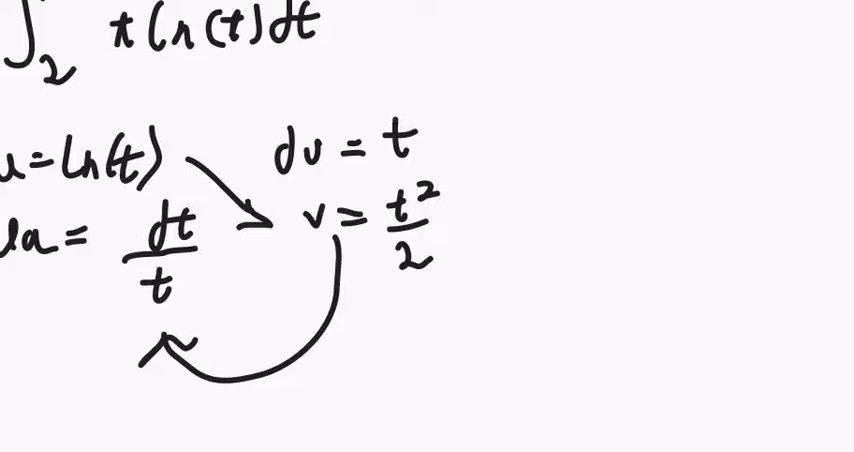 ∫₂ t ln(t) dt
u = ln(t) dv = t
du = dt/t v = t²/2